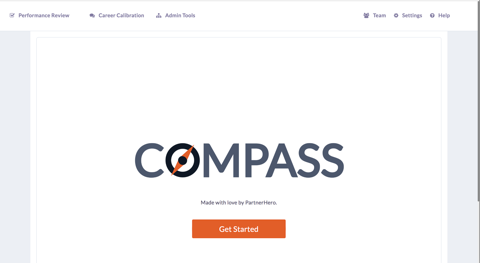 Performance Review Career Calibration Admin Tools Team Settings Help
COMPASS
Made with love by PartnerHero.
Get Started